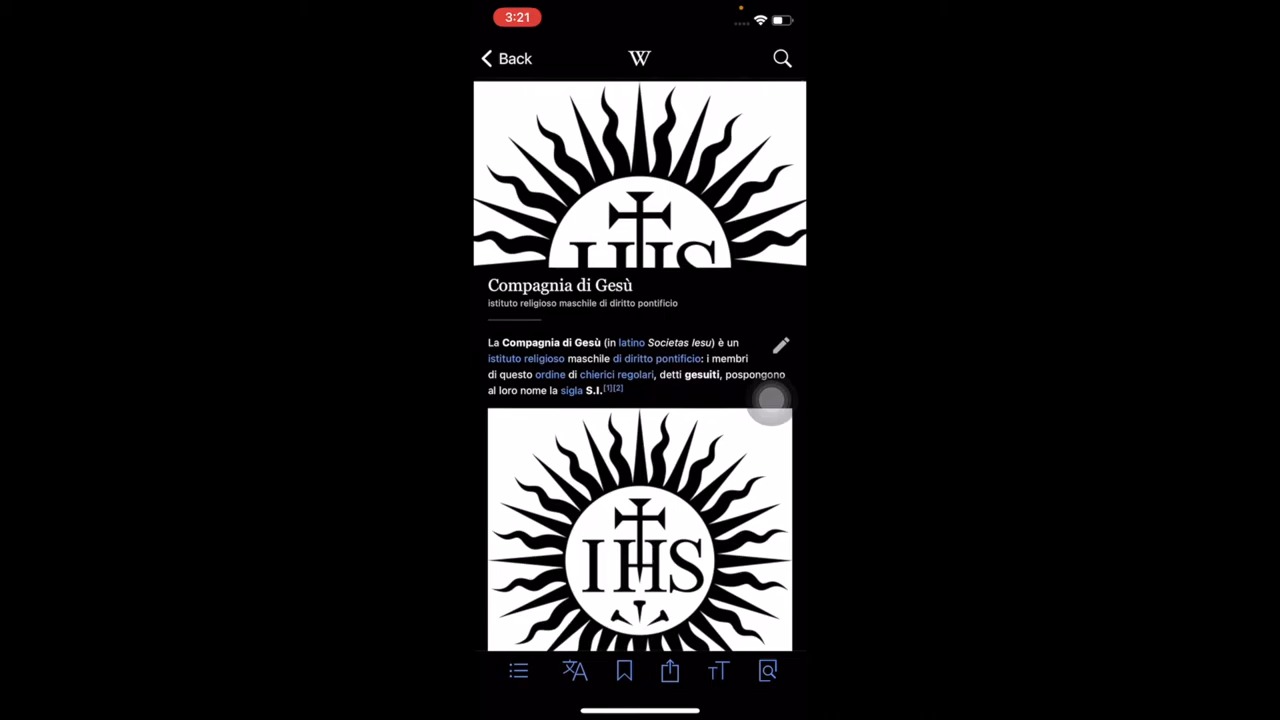 3:21
Back
W
IHS
Compagnia di Gesù
istituto religioso maschile di diritto pontificio
La Compagnia di Gesù (in latino Societas Iesu) è un
istituto religioso maschile di diritto pontificio: i membri
di questo ordine di chierici regolari, detti gesuiti, pospongono
al loro nome la sigla S.I.[1][2]
IHS